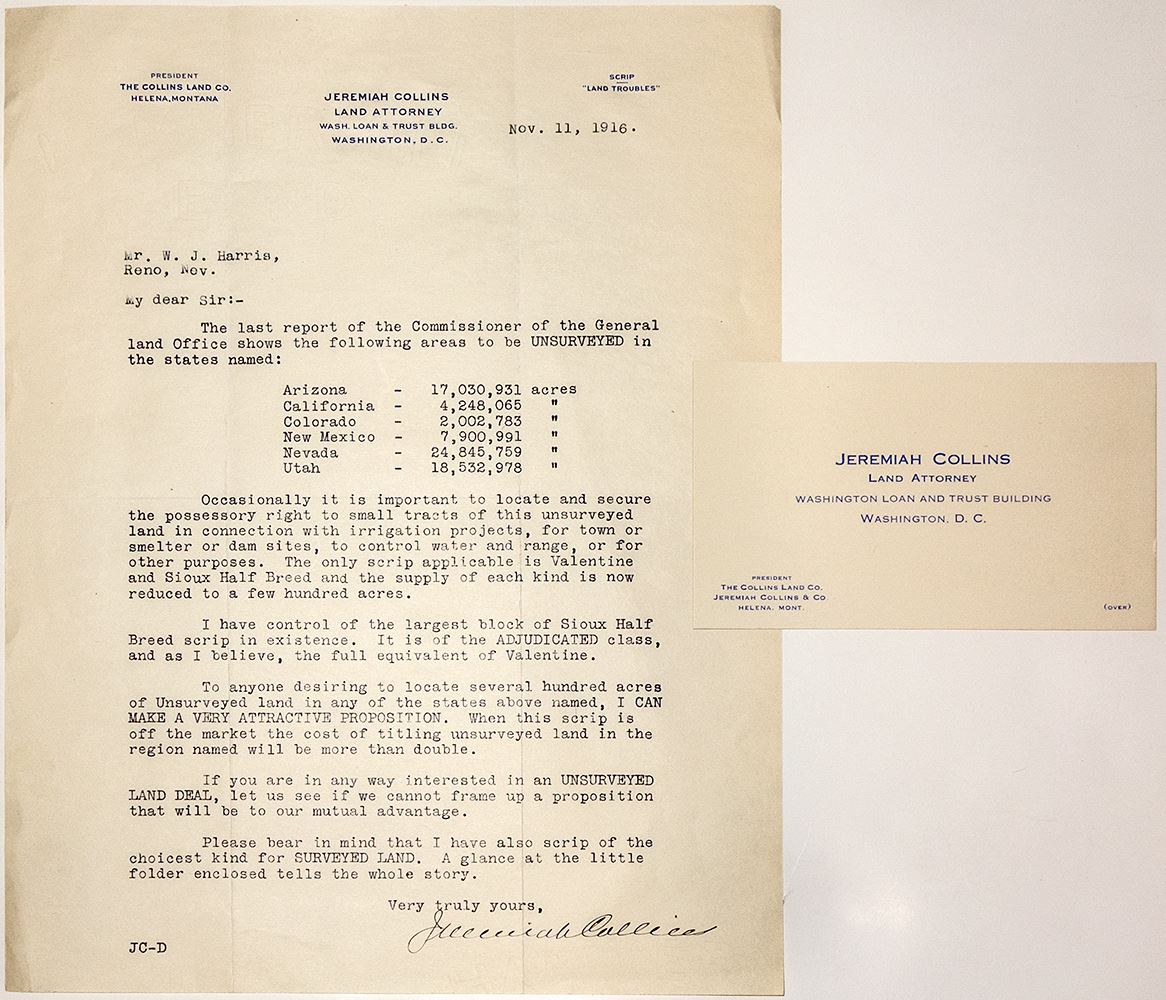 PRESIDENT
THE COLLINS LAND CO.
HELENA, MONTANA
JEREMIAH COLLINS
LAND ATTORNEY
WASH. LOAN & TRUST BLDG.
WASHINGTON, D. C.
SCRIP
"LAND TROUBLES"
Nov. 11, 1916.
Mr. W. J. Harris,
Reno, Nev.
My dear Sir:-
The last report of the Commissioner of the General
land Office shows the following areas to be UNSURVEYED in
the states named:
Arizona - 17,030,931 acres
California - 4,248,065 "
Colorado - 2,002,783 "
New Mexico - 7,900,991 "
Nevada - 24,845,759 "
Utah - 18,532,978 "
Occasionally it is important to locate and secure
the possessory right to small tracts of this unsurveyed
land in connection with irrigation projects, for town or
smelter or dam sites, to control water and range, or for
other purposes. The only scrip applicable is Valentine
and Sioux Half Breed and the supply of each kind is now
reduced to a few hundred acres.
I have control of the largest block of Sioux Half
Breed scrip in existence. It is of the ADJUDICATED class,
and as I believe, the full equivalent of Valentine.
To anyone desiring to locate several hundred acres
of Unsurveyed land in any of the states above named, I CAN
MAKE A VERY ATTRACTIVE PROPOSITION. When this scrip is
off the market the cost of titling unsurveyed land in the
region named will be more than double.
If you are in any way interested in an UNSURVEYED
LAND DEAL, let us see if we cannot frame up a proposition
that will be to our mutual advantage.
Please bear in mind that I have also scrip of the
choicest kind for SURVEYED LAND. A glance at the little
folder enclosed tells the whole story.
Very truly yours,
Jeremiah Collins
JC-D
JEREMIAH COLLINS
LAND ATTORNEY
WASHINGTON LOAN AND TRUST BUILDING
WASHINGTON, D. C.
PRESIDENT
THE COLLINS LAND CO.
JEREMIAH COLLINS & CO.
HELENA, MONT.
(OVER)